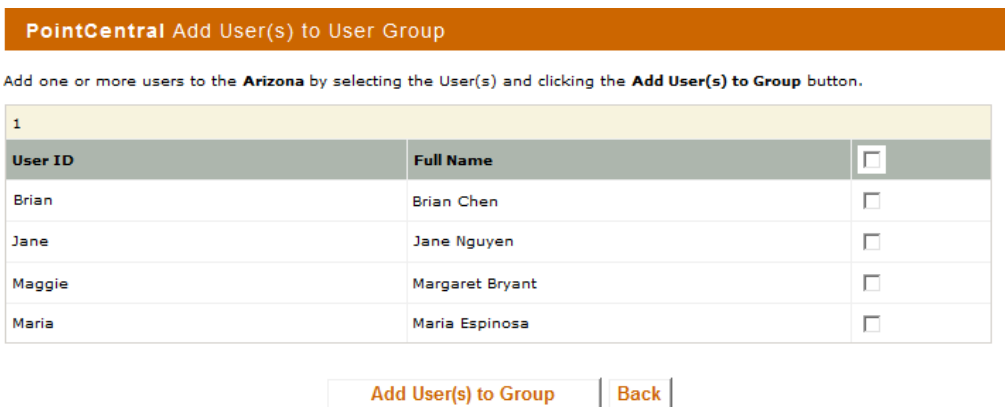 PointCentral Add User(s) to User Group
Add one or more users to the Arizona by selecting the User(s) and clicking the Add User(s) to Group button.
1
User ID Full Name
Brian Brian Chen
Jane Jane Nguyen
Maggie Margaret Bryant
Maria Maria Espinosa
Add User(s) to Group Back